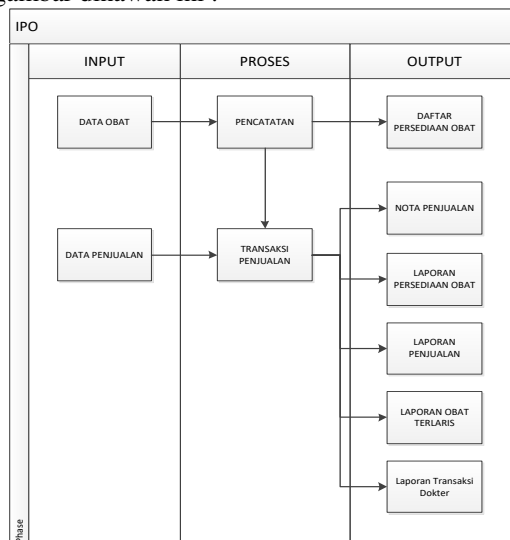 IPO
INPUT PROSES OUTPUT
DATA OBAT
PENCATATAN
DAFTAR
PERSEDIAAN OBAT
NOTA PENJUALAN
DATA PENJUALAN
TRANSAKSI
PENJUALAN
LAPORAN
PERSEDIAAN OBAT
LAPORAN
PENJUALAN
LAPORAN OBAT
TERLARIS
Laporan Transaksi
Dokter
Phase